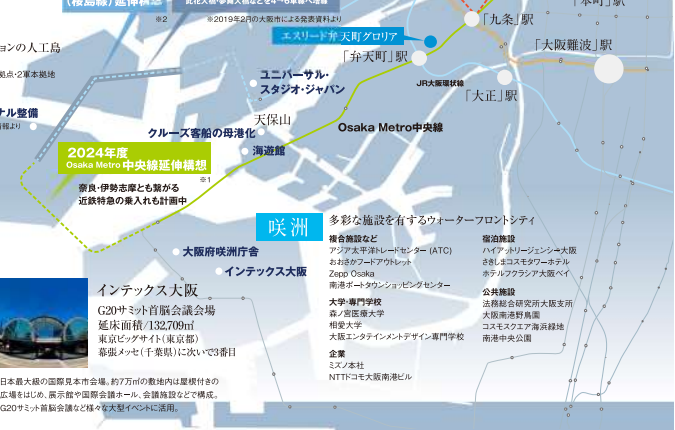 (桜島線)延伸構想
※2
※2019年2月の大阪市による発表資料より
「九条」駅
「本町」駅
エスリード弁天町グロリア
「弁天町」駅
「大阪難波」駅
JR大阪環状線
「大正」駅
ョンの人工島
拠点・2軍本拠地
ナル整備
情報より
ユニバーサル・
スタジオ・ジャパン
天保山
クルーズ客船の母港化
海遊館
Osaka Metro中央線
2024年度
Osaka Metro 中央線延伸構想
※1
奈良・伊勢志摩とも繋がる
近鉄特急の乗入れも計画中
咲洲
多彩な施設を有するウォーターフロントシティ
大阪府咲洲庁舎
インテックス大阪
複合施設など
アジア太平洋トレードセンター (ATC)
おおさかフードアウトレット
Zepp Osaka
南港ポートタウンショッピングセンター
大学・専門学校
森ノ宮医療大学
相愛大学
大阪エンタテインメントデザイン専門学校
企業
ミズノ本社
NTTドコモ大阪南港ビル
宿泊施設
ハイアットリージェンシー大阪
さきしまコスモタワーホテル
ホテルフクラシア大阪ベイ
公共施設
法務総合研究所大阪支所
大阪南港野鳥園
コスモスクエア海浜緑地
南港中央公園
インテックス大阪
G20サミット首脳会議会場
延床面積/132,709㎡
東京ビッグサイト(東京都)
幕張メッセ(千葉県)に次いで3番目
日本最大級の国際見本市会場。約7万㎡の敷地内は屋根付きの
広場をはじめ、展示館や国際会議ホール、会議施設などで構成。
G20サミット首脳会議など様々な大型イベントに活用。